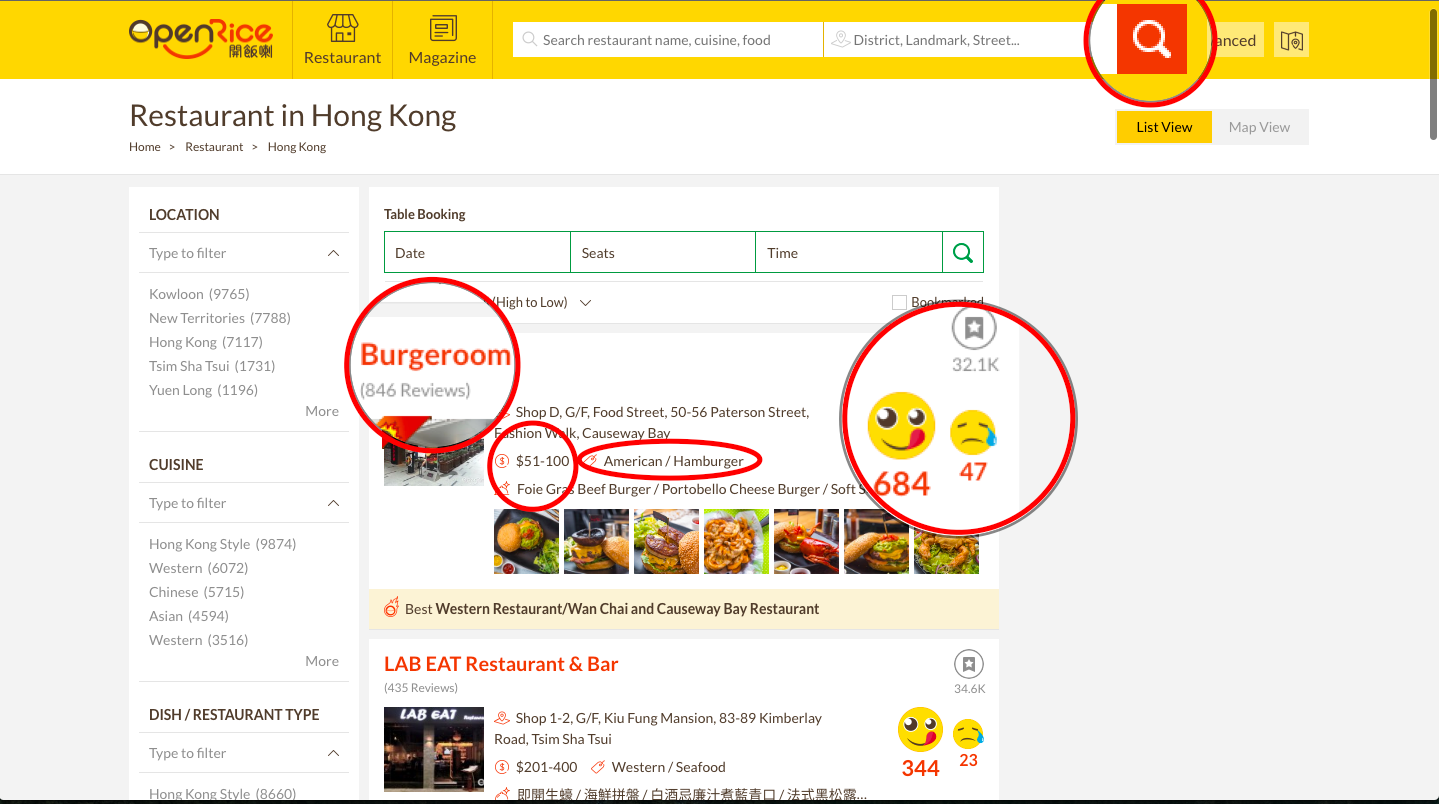 OpenRice
開飯喇
Restaurant
Magazine
Search restaurant name, cuisine, food
District, Landmark, Street...
anced
Restaurant in Hong Kong
Home > Restaurant > Hong Kong
List View
Map View
LOCATION
Type to filter
Kowloon (9765)
New Territories (7788)
Hong Kong (7117)
Tsim Sha Tsui (1731)
Yuen Long (1196)
More
CUISINE
Type to filter
Hong Kong Style (9874)
Western (6072)
Chinese (5715)
Asian (4594)
Western (3516)
More
DISH / RESTAURANT TYPE
Type to filter
Hong Kong Style (8660)
Table Booking
Date
Seats
Time
(High to Low)
Bookmarked
Burgeroom
(846 Reviews)
32.1K
Shop D, G/F, Food Street, 50-56 Paterson Street,
Fashion Walk, Causeway Bay
$51-100
American / Hamburger
684
47
Foie Gras Beef Burger / Portobello Cheese Burger / Soft S
Best Western Restaurant/Wan Chai and Causeway Bay Restaurant
LAB EAT Restaurant & Bar
(435 Reviews)
34.6K
LAB EAT
Shop 1-2, G/F, Kiu Fung Mansion, 83-89 Kimberlay
Road, Tsim Sha Tsui
$201-400
Western / Seafood
344
23
即開生蠔 / 海鮮拼盤 / 白酒忌廉汁煮藍青口 / 法式黑松露...